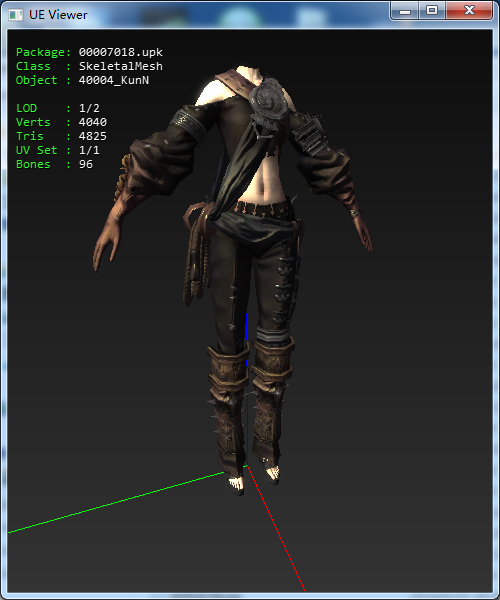 UE Viewer
Package: 00007018.upk
Class : SkeletalMesh
Object : 40004_KunN
LOD : 1/2
Verts : 4040
Tris : 4825
UV Set : 1/1
Bones : 96